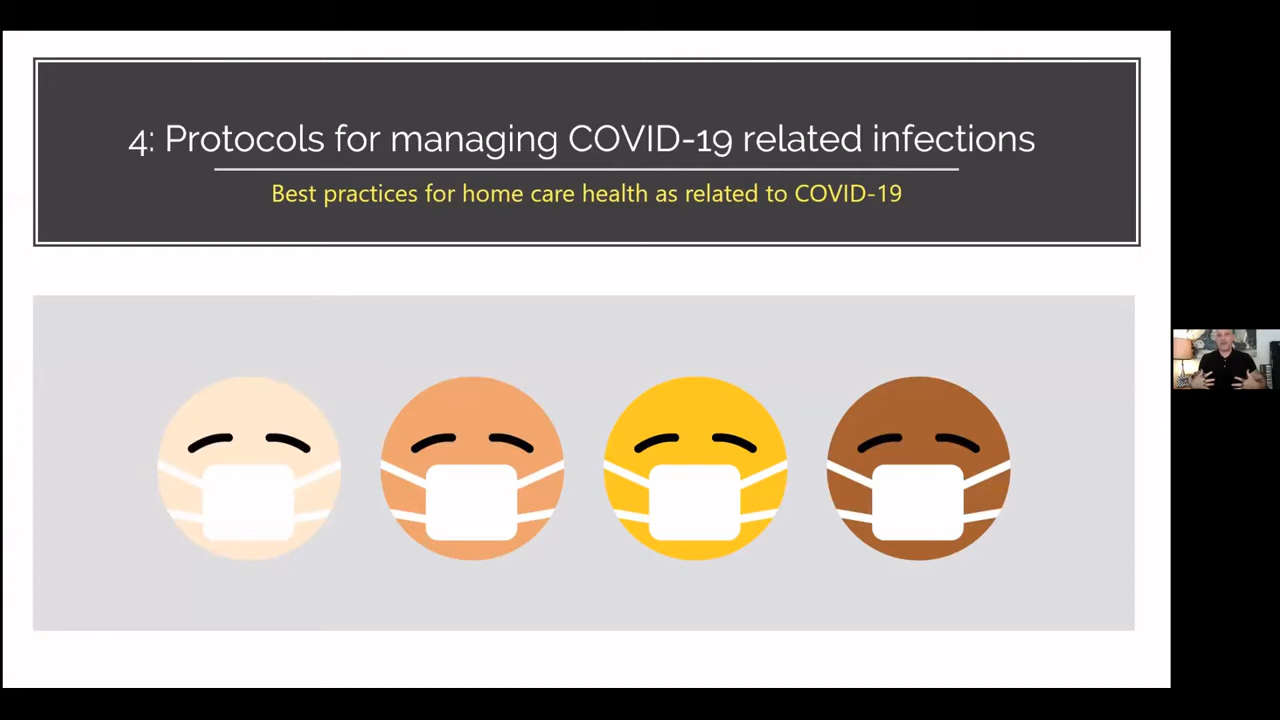 4: Protocols for managing COVID-19 related infections
Best practices for home care health as related to COVID-19